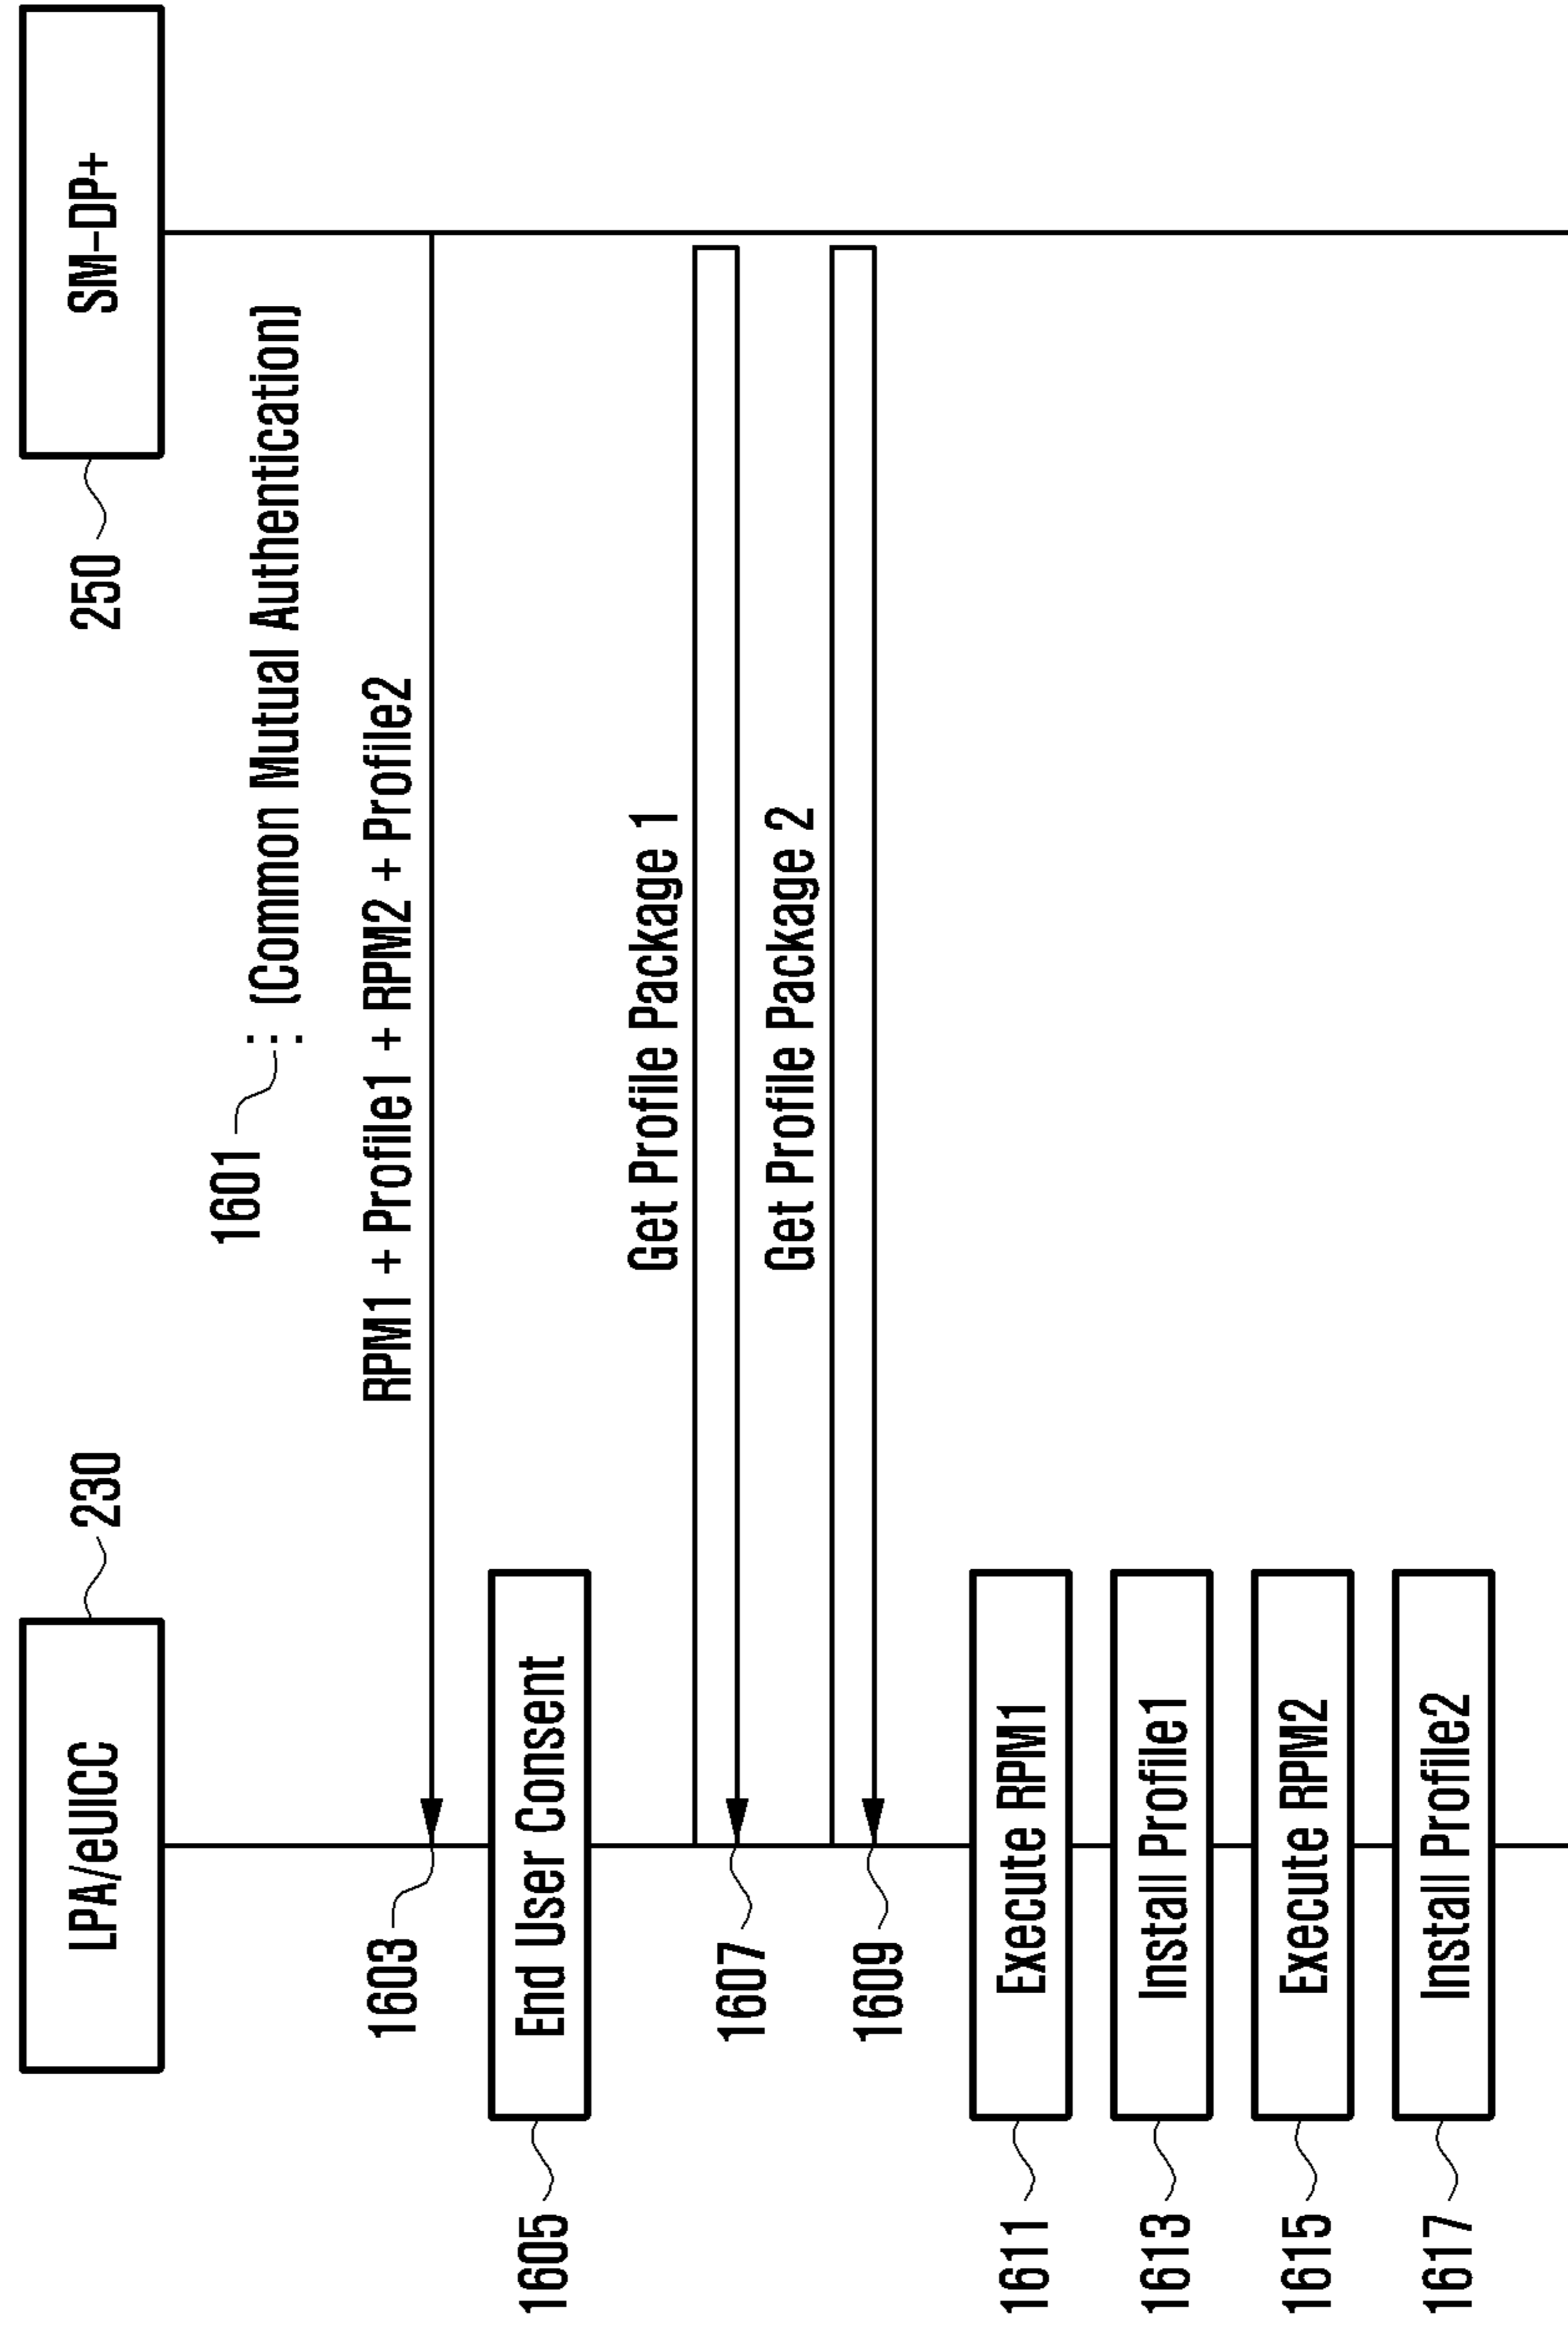 LPA/eUICC
230
250
SM-DP+
1601
: (Common Mutual Authentication)
RPM1 + Profile1 + RPM2 + Profile2
1603
1605
End User Consent
Get Profile Package 1
1607
Get Profile Package 2
1609
1611
Execute RPM1
1613
Install Profile1
1615
Execute RPM2
1617
Install Profile2